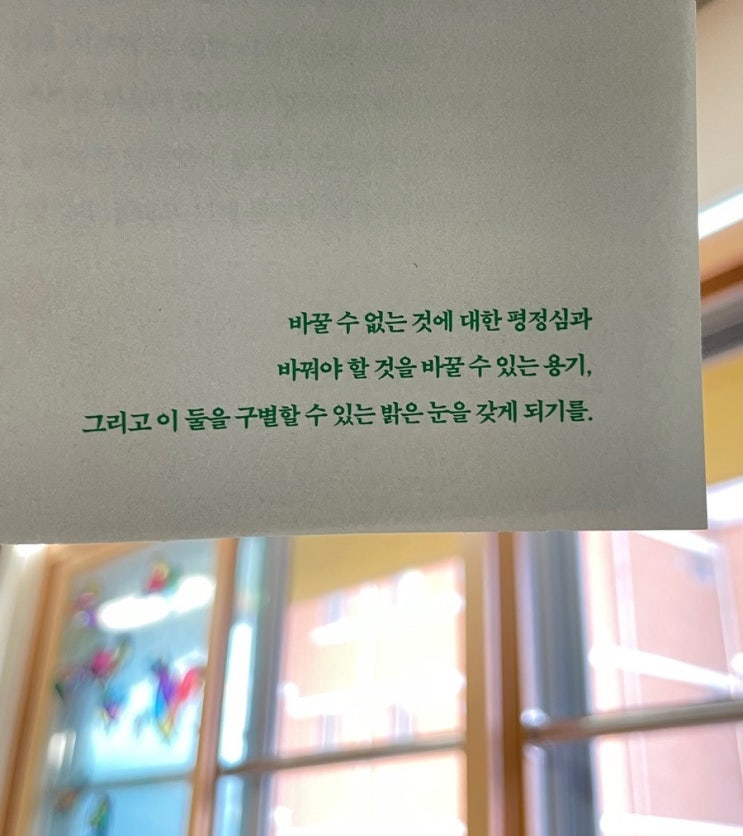 바꿀 수 없는 것에 대한 평정심과
바꿔야 할 것을 바꿀 수 있는 용기,
그리고 이 둘을 구별할 수 있는 밝은 눈을 갖게 되기를.